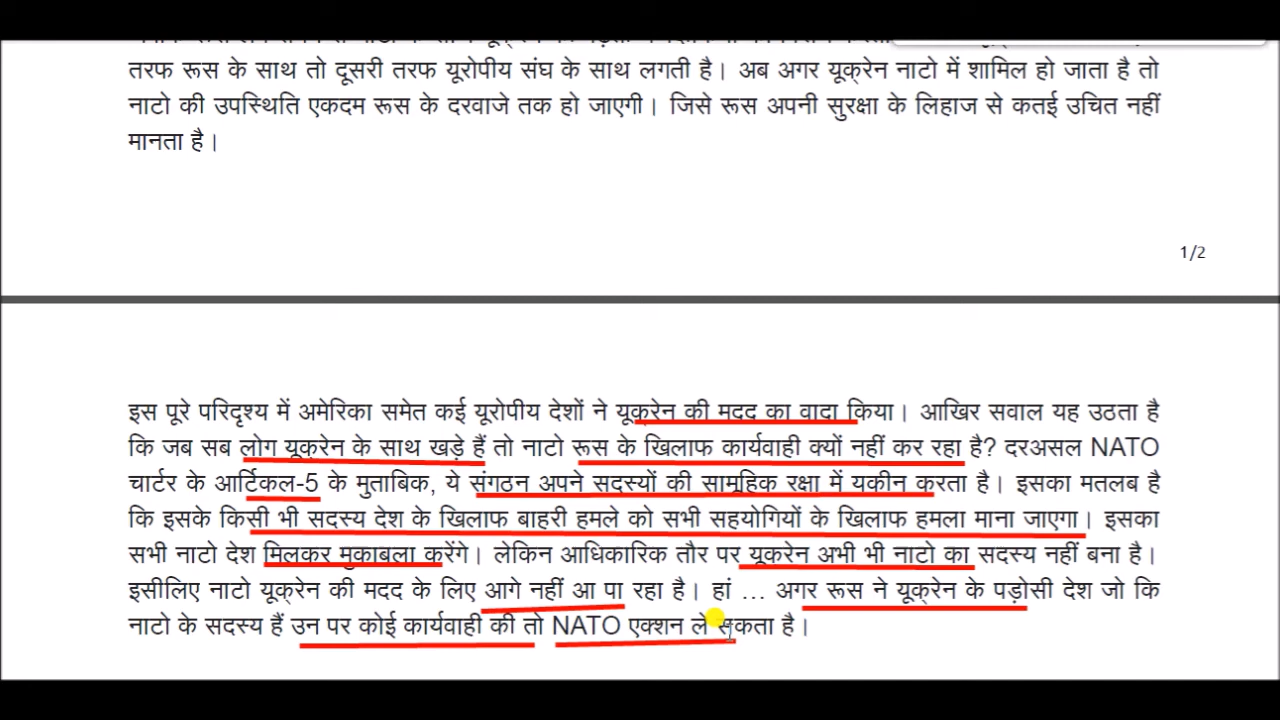 तरफ रूस के साथ तो दूसरी तरफ यूरोपीय संघ के साथ लगती है। अब अगर यूक्रेन नाटो में शामिल हो जाता है तो
नाटो की उपस्थिति एकदम रूस के दरवाजे तक हो जाएगी। जिसे रूस अपनी सुरक्षा के लिहाज से कतई उचित नहीं
मानता है।
1/2
इस पूरे परिदृश्य में अमेरिका समेत कई यूरोपीय देशों ने यूक्रेन की मदद का वादा किया। आखिर सवाल यह उठता है
कि जब सब लोग यूक्रेन के साथ खड़े हैं तो नाटो रूस के खिलाफ कार्यवाही क्यों नहीं कर रहा है? दरअसल NATO
चार्टर के आर्टिकल-5 के मुताबिक, ये संगठन अपने सदस्यों की सामूहिक रक्षा में यकीन करता है। इसका मतलब है
कि इसके किसी भी सदस्य देश के खिलाफ बाहरी हमले को सभी सहयोगियों के खिलाफ हमला माना जाएगा। इसका
सभी नाटो देश मिलकर मुकाबला करेंगे। लेकिन आधिकारिक तौर पर यूकरेन अभी भी नाटो का सदस्य नहीं बना है।
इसीलिए नाटो यूक्रेन की मदद के लिए आगे नहीं आ पा रहा है। हां ... अगर रूस ने यूक्रेन के पड़ोसी देश जो कि
नाटो के सदस्य हैं उन पर कोई कार्यवाही की तो NATO एक्शन ले सकता है।